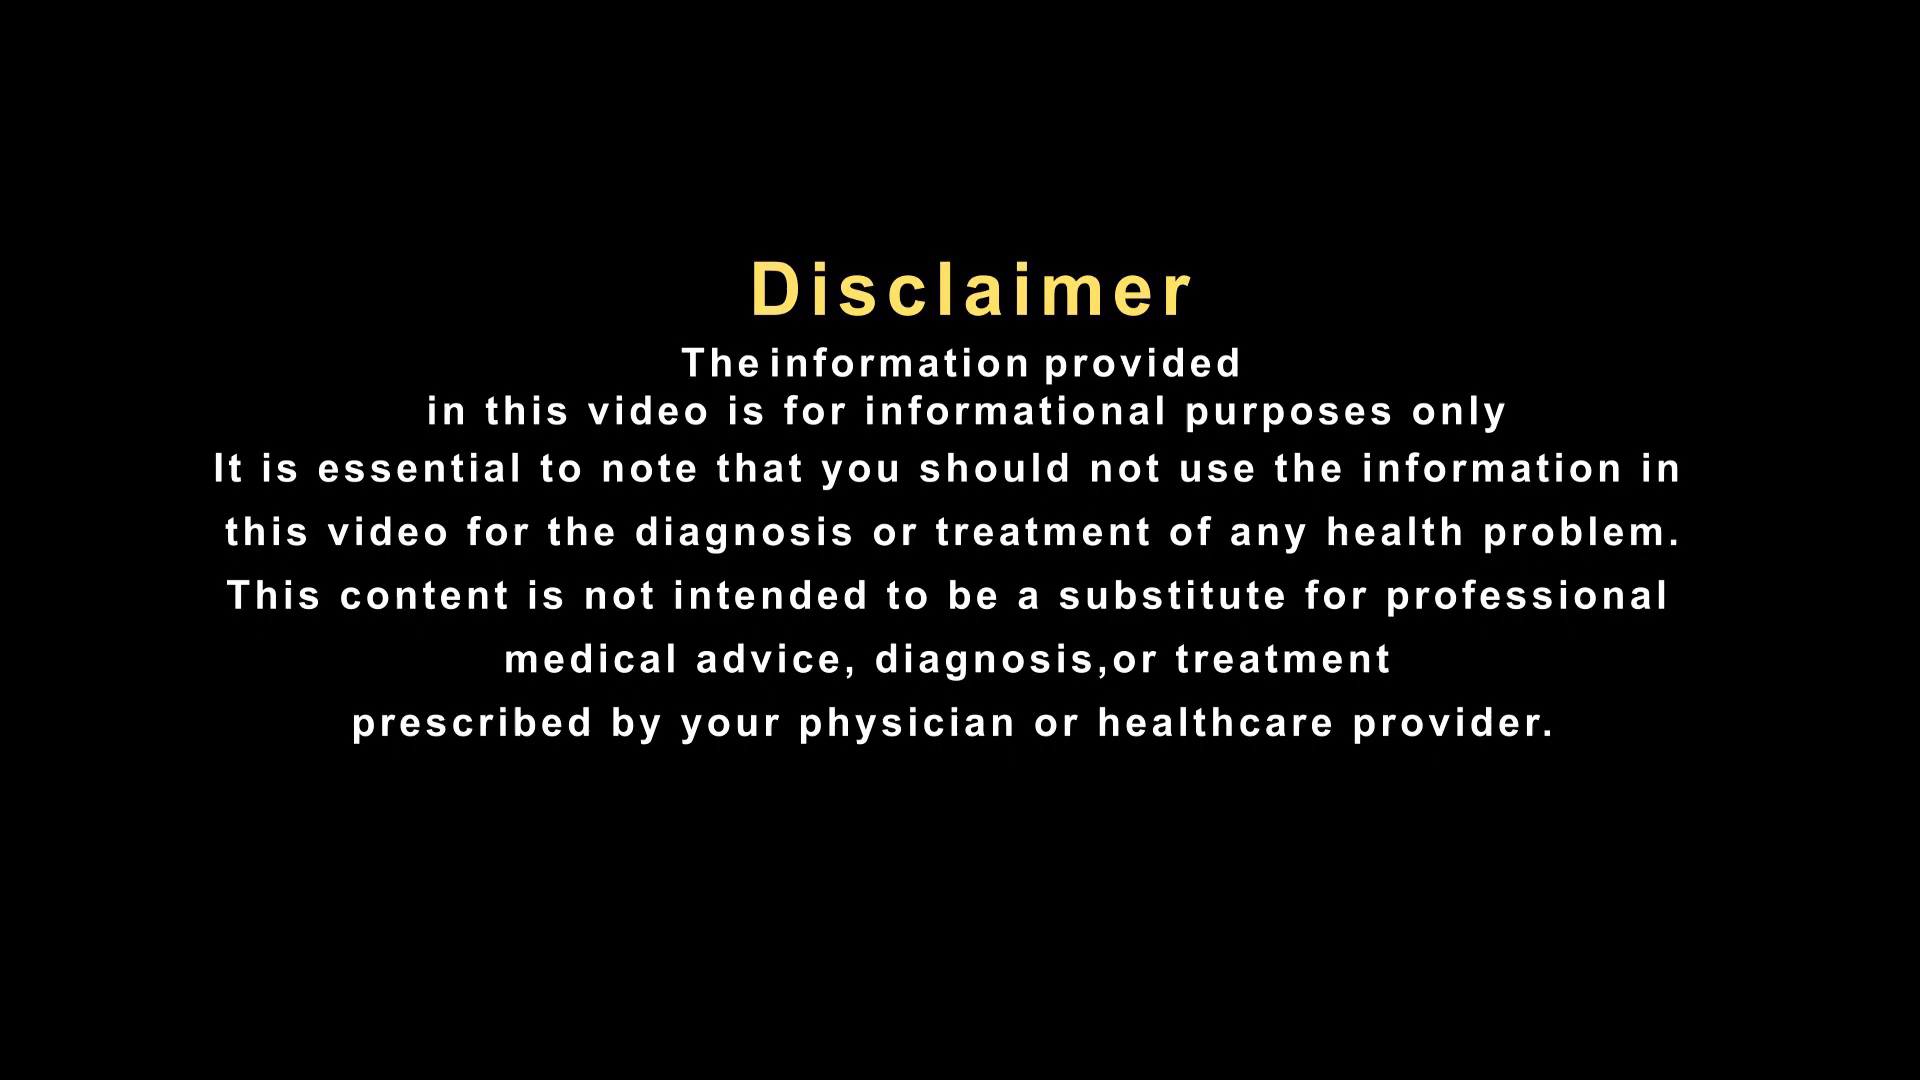 Disclaimer
The information provided
in this video is for informational purposes only
It is essential to note that you should not use the information in
this video for the diagnosis or treatment of any health problem.
This content is not intended to be a substitute for professional
medical advice, diagnosis,or treatment
prescribed by your physician or healthcare provider.